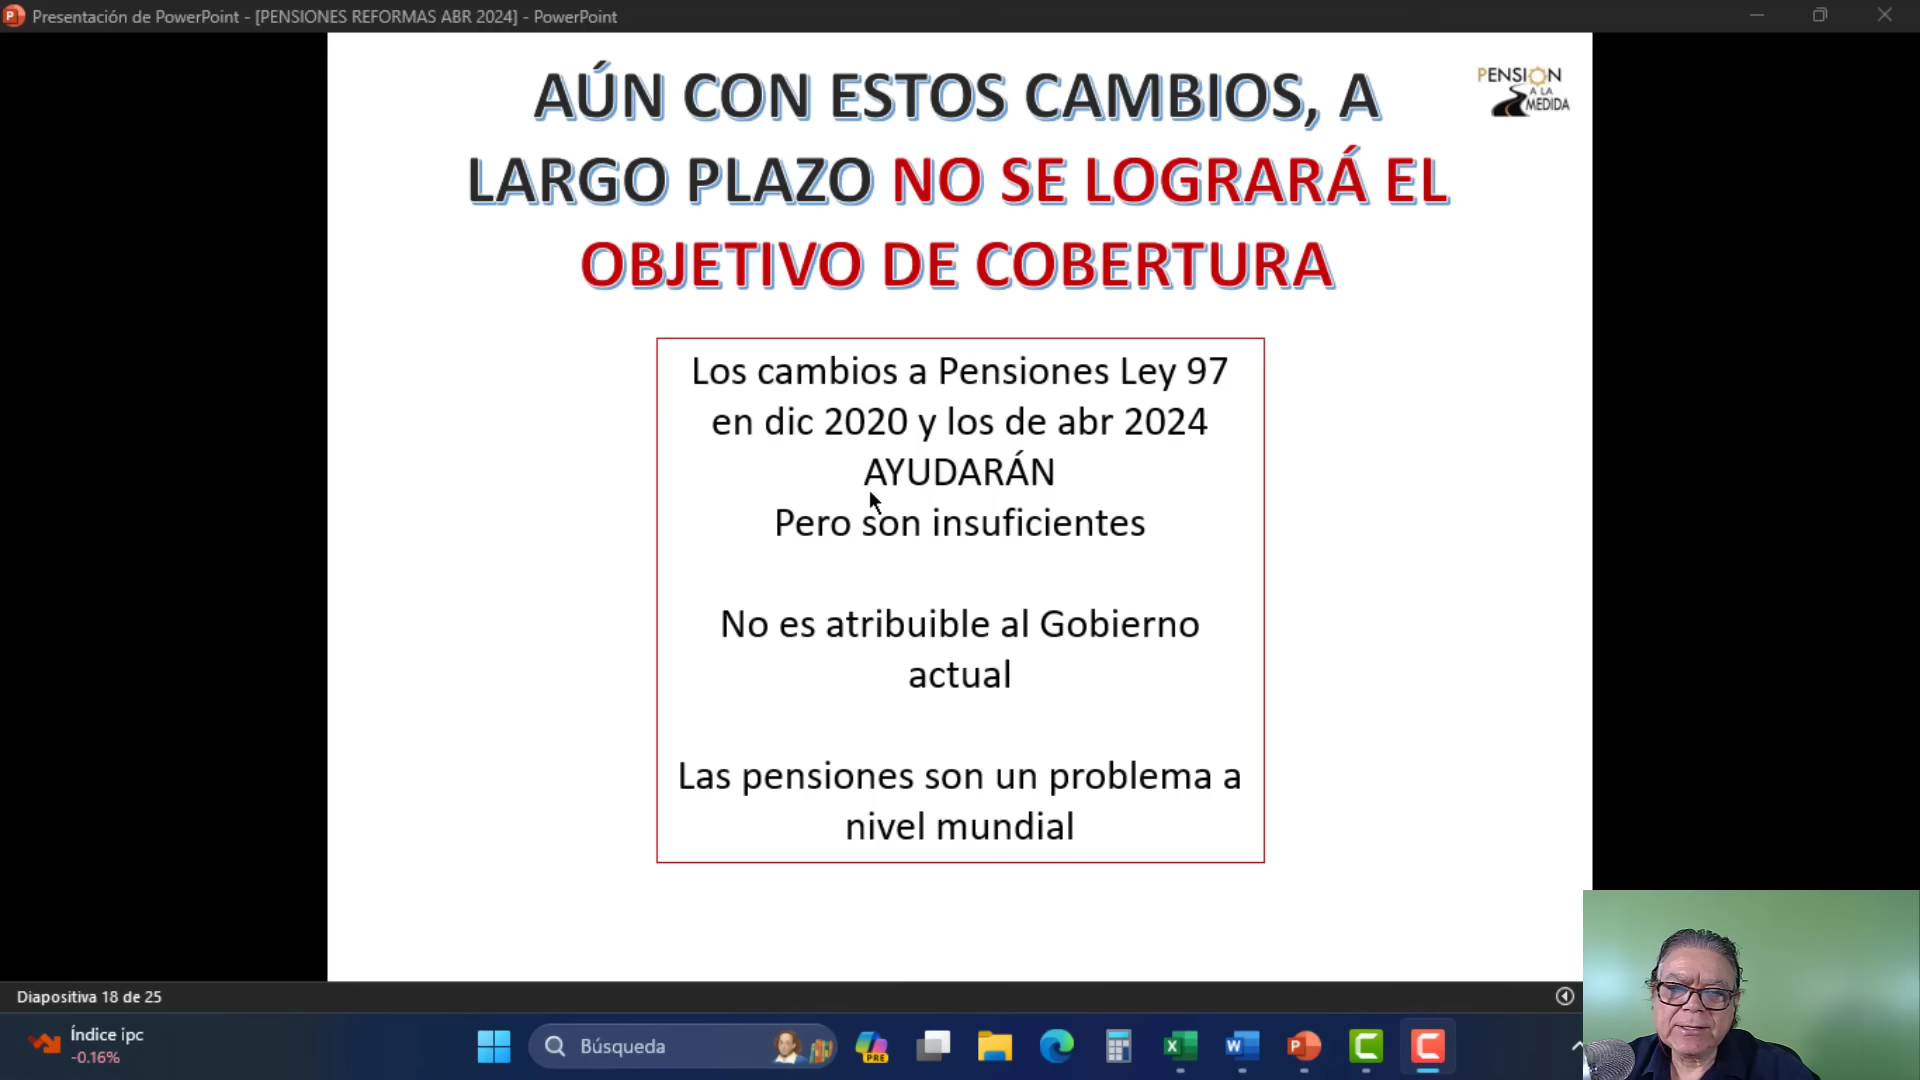 Presentación de PowerPoint - [PENSIONES REFORMAS ABR 2024] - PowerPoint
AÚN CON ESTOS CAMBIOS, A
LARGO PLAZO NO SE LOGRARÁ EL
OBJETIVO DE COBERTURA
PENSION
A LA
MEDIDA
Los cambios a Pensiones Ley 97
en dic 2020 y los de abr 2024
AYUDARÁN
Pero son insuficientes
No es atribuible al Gobierno
actual
Las pensiones son un problema a
nivel mundial
Diapositiva 18 de 25
Índice ipc
-0.16%
Búsqueda
PRE